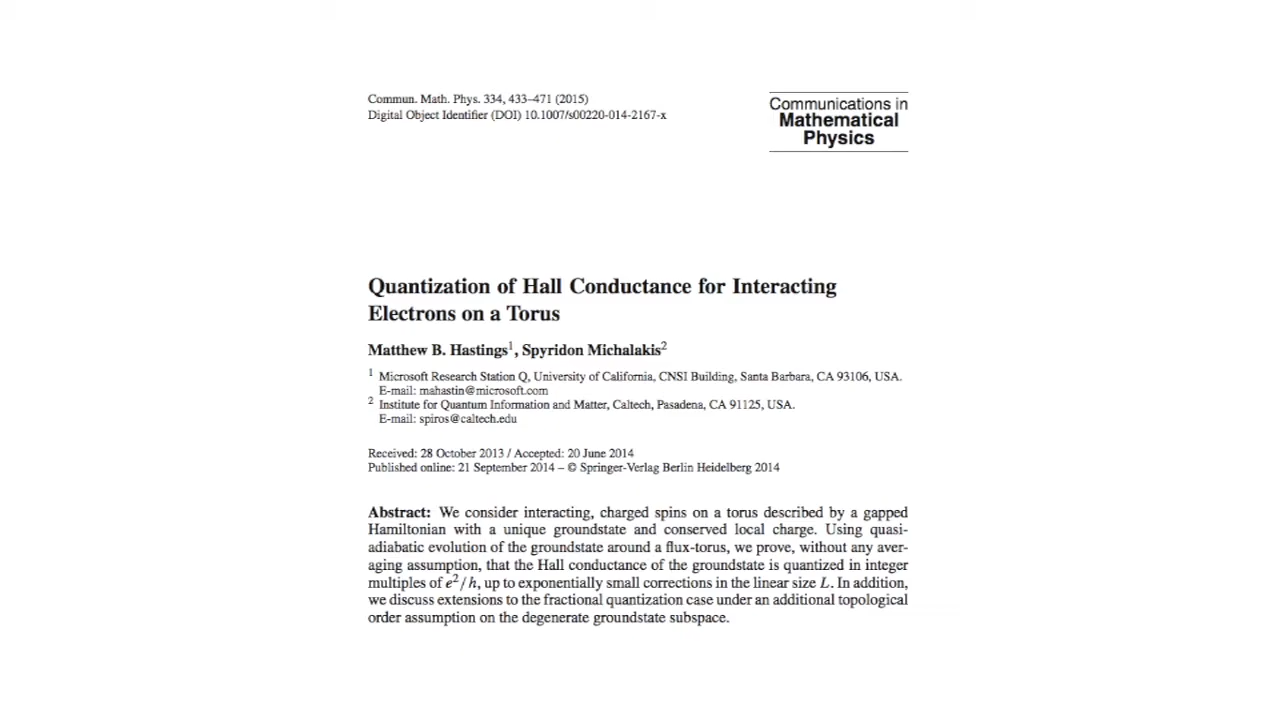 Commun. Math. Phys. 334, 433–471 (2015)
Digital Object Identifier (DOI) 10.1007/s00220-014-2167-x
Communications in
Mathematical
Physics
Quantization of Hall Conductance for Interacting
Electrons on a Torus
Matthew B. Hastings¹, Spyridon Michalakis²
¹ Microsoft Research Station Q, University of California, CNSI Building, Santa Barbara, CA 93106, USA.
E-mail: mahastin@microsoft.com
² Institute for Quantum Information and Matter, Caltech, Pasadena, CA 91125, USA.
E-mail: spiros@caltech.edu
Received: 28 October 2013 / Accepted: 20 June 2014
Published online: 21 September 2014 – © Springer-Verlag Berlin Heidelberg 2014
Abstract: We consider interacting, charged spins on a torus described by a gapped
Hamiltonian with a unique groundstate and conserved local charge. Using quasi-
adiabatic evolution of the groundstate around a flux-torus, we prove, without any aver-
aging assumption, that the Hall conductance of the groundstate is quantized in integer
multiples of e²/h, up to exponentially small corrections in the linear size L. In addition,
we discuss extensions to the fractional quantization case under an additional topological
order assumption on the degenerate groundstate subspace.